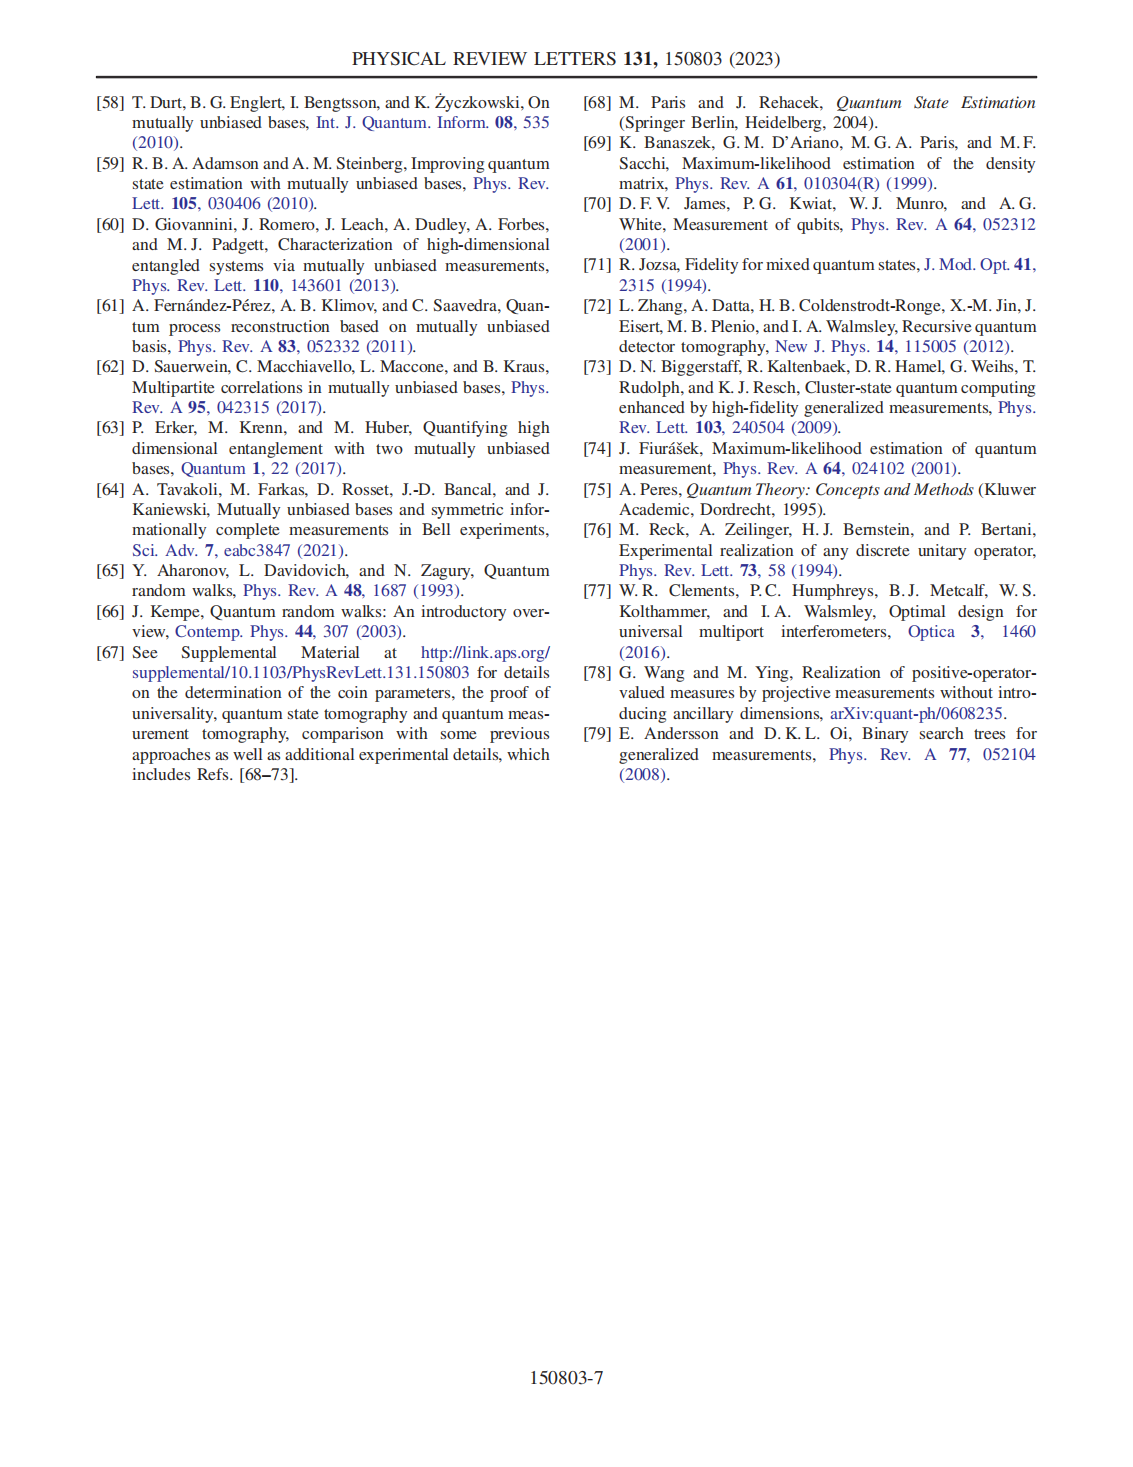 PHYSICAL REVIEW LETTERS 131, 150803 (2023)
[58] T. Durt, B. G. Englert, I. Bengtsson, and K. Życzkowski, On
mutually unbiased bases, Int. J. Quantum. Inform. 08, 535
(2010).
[59] R. B. A. Adamson and A. M. Steinberg, Improving quantum
state estimation with mutually unbiased bases, Phys. Rev.
Lett. 105, 030406 (2010).
[60] D. Giovannini, J. Romero, J. Leach, A. Dudley, A. Forbes,
and M. J. Padgett, Characterization of high-dimensional
entangled systems via mutually unbiased measurements,
Phys. Rev. Lett. 110, 143601 (2013).
[61] A. Fernández-Pérez, A. B. Klimov, and C. Saavedra, Quan-
tum process reconstruction based on mutually unbiased
basis, Phys. Rev. A 83, 052332 (2011).
[62] D. Sauerwein, C. Macchiavello, L. Maccone, and B. Kraus,
Multipartite correlations in mutually unbiased bases, Phys.
Rev. A 95, 042315 (2017).
[63] P. Erker, M. Krenn, and M. Huber, Quantifying high
dimensional entanglement with two mutually unbiased
bases, Quantum 1, 22 (2017).
[64] A. Tavakoli, M. Farkas, D. Rosset, J.-D. Bancal, and J.
Kaniewski, Mutually unbiased bases and symmetric infor-
mationally complete measurements in Bell experiments,
Sci. Adv. 7, eabc3847 (2021).
[65] Y. Aharonov, L. Davidovich, and N. Zagury, Quantum
random walks, Phys. Rev. A 48, 1687 (1993).
[66] J. Kempe, Quantum random walks: An introductory over-
view, Contemp. Phys. 44, 307 (2003).
[67] See Supplemental Material at http://link.aps.org/
supplemental/10.1103/PhysRevLett.131.150803 for details
on the determination of the coin parameters, the proof of
universality, quantum state tomography and quantum meas-
urement tomography, comparison with some previous
approaches as well as additional experimental details, which
includes Refs. [68–73].
[68] M. Paris and J. Rehacek, Quantum State Estimation
(Springer Berlin, Heidelberg, 2004).
[69] K. Banaszek, G. M. D'Ariano, M. G. A. Paris, and M. F.
Sacchi, Maximum-likelihood estimation of the density
matrix, Phys. Rev. A 61, 010304(R) (1999).
[70] D. F. V. James, P. G. Kwiat, W. J. Munro, and A. G.
White, Measurement of qubits, Phys. Rev. A 64, 052312
(2001).
[71] R. Jozsa, Fidelity for mixed quantum states, J. Mod. Opt. 41,
2315 (1994).
[72] L. Zhang, A. Datta, H. B. Coldenstrodt-Ronge, X.-M. Jin, J.
Eisert, M. B. Plenio, and I. A. Walmsley, Recursive quantum
detector tomography, New J. Phys. 14, 115005 (2012).
[73] D. N. Biggerstaff, R. Kaltenbaek, D. R. Hamel, G. Weihs, T.
Rudolph, and K. J. Resch, Cluster-state quantum computing
enhanced by high-fidelity generalized measurements, Phys.
Rev. Lett. 103, 240504 (2009).
[74] J. Fiurášek, Maximum-likelihood estimation of quantum
measurement, Phys. Rev. A 64, 024102 (2001).
[75] A. Peres, Quantum Theory: Concepts and Methods (Kluwer
Academic, Dordrecht, 1995).
[76] M. Reck, A. Zeilinger, H. J. Bernstein, and P. Bertani,
Experimental realization of any discrete unitary operator,
Phys. Rev. Lett. 73, 58 (1994).
[77] W. R. Clements, P. C. Humphreys, B. J. Metcalf, W. S.
Kolthammer, and I. A. Walsmley, Optimal design for
universal multiport interferometers, Optica 3, 1460
(2016).
[78] G. Wang and M. Ying, Realization of positive-operator-
valued measures by projective measurements without intro-
ducing ancillary dimensions, arXiv:quant-ph/0608235.
[79] E. Andersson and D. K. L. Oi, Binary search trees for
generalized measurements, Phys. Rev. A 77, 052104
(2008).
150803-7